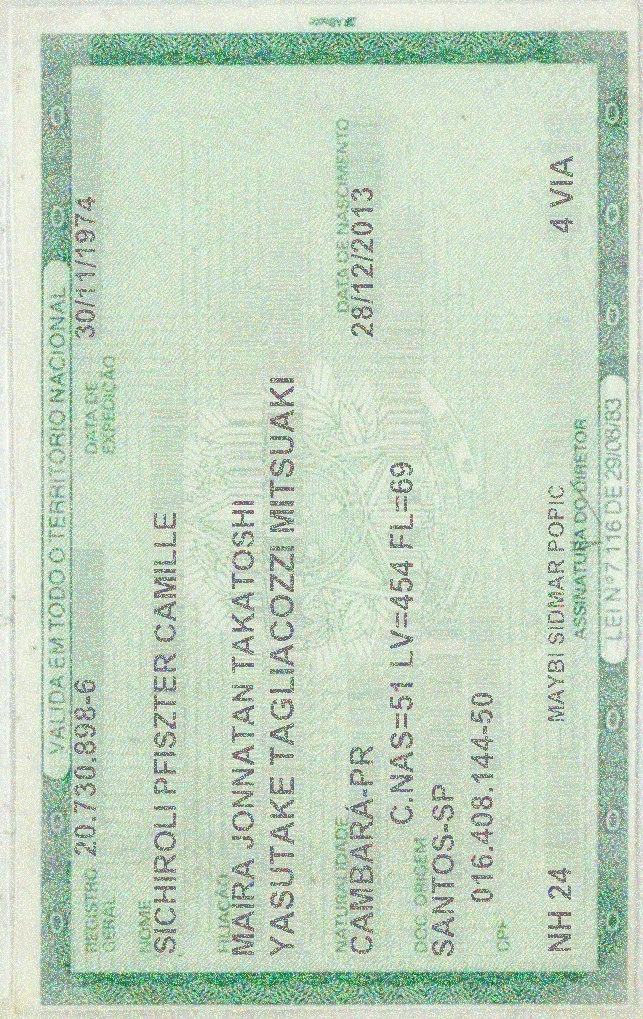 VÁLIDA EM TODO O TERRITÓRIO NACIONAL
REGISTRO GERAL 20.730.898-6 DATA DE EXPEDIÇÃO 30/11/1974
NOME
SICHIROLI PFISZTER CAMILLE
FILIAÇÃO
MAIRA JONNATAN TAKATOSHI
YASUTAKE TAGLIACOZZI MITSUAKI
NATURALIDADE DATA DE NASCIMENTO
CAMBARÁ-PR 28/12/2013
DOC ORIGEM C.NAS=51 LV=454 FL=69
SANTOS-SP
CPF 016.408.144-50
NH 24 MAYBI SIDMAR POPIC 4 VIA
ASSINATURA DO DIRETOR
LEI Nº 7.116 DE 29/08/83